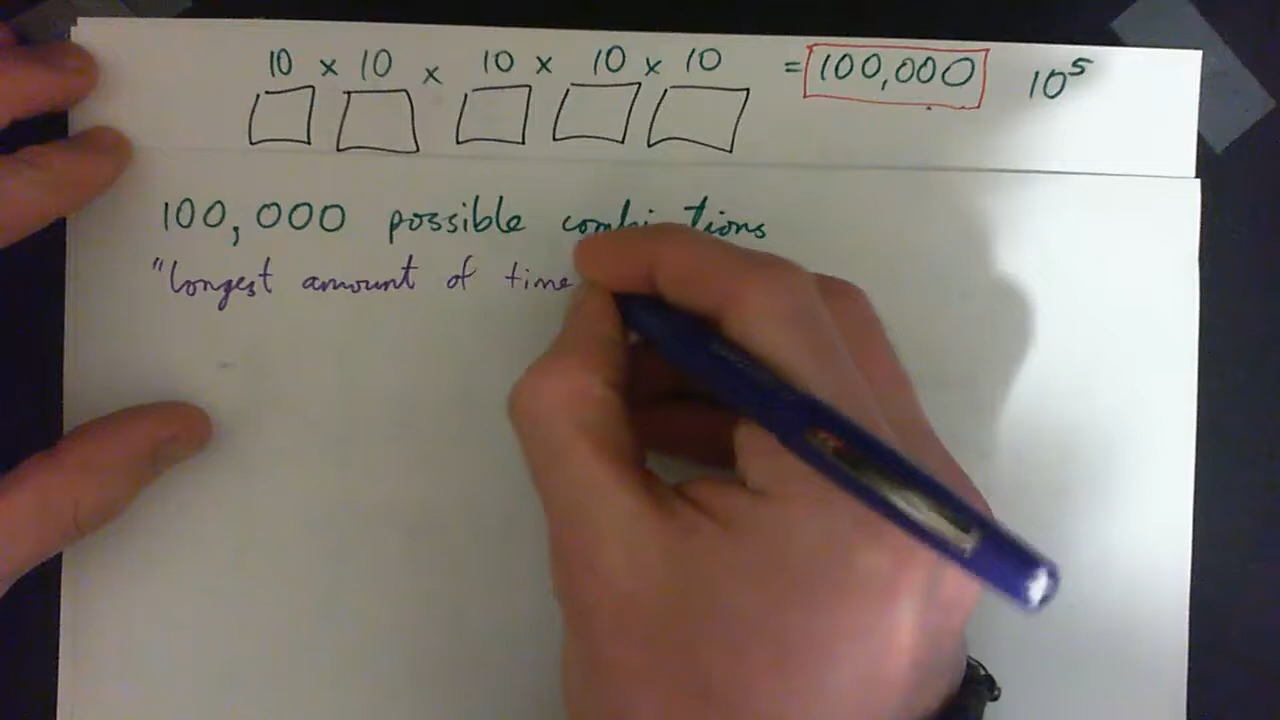 10 x 10 x 10 x 10 x 10 = 100,000 10⁵
100,000 possible
"longest amount of time